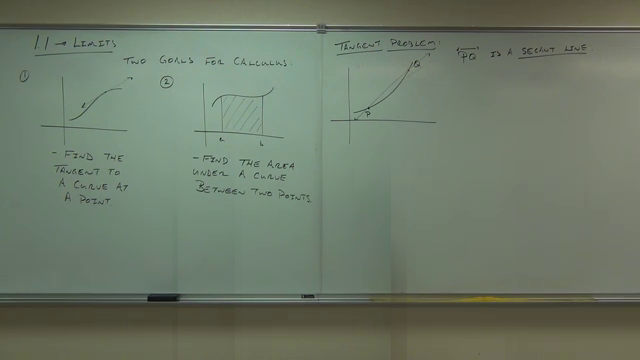 1.1 → LIMITS
TWO GOALS FOR CALCULUS:
①
- FIND THE
TANGENT TO
A CURVE AT
A POINT.
②
a b
- FIND THE AREA
UNDER A CURVE
BETWEEN TWO POINTS
TANGENT PROBLEM:
Q
P
PQ IS A SECANT LINE